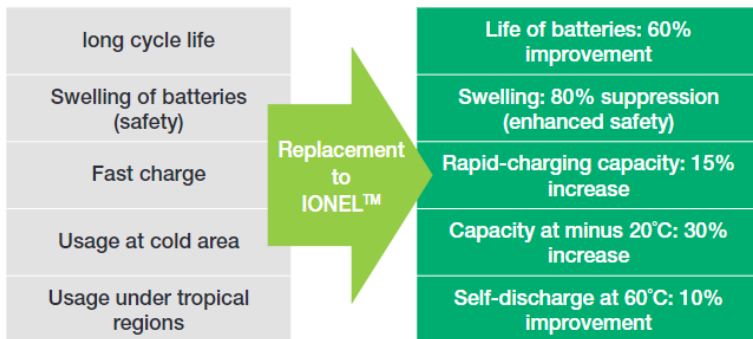 long cycle life
Swelling of batteries
(safety)
Fast charge
Usage at cold area
Usage under tropical
regions
Replacement
to
IONEL™
Life of batteries: 60%
improvement
Swelling: 80% suppression
(enhanced safety)
Rapid-charging capacity: 15%
increase
Capacity at minus 20°C: 30%
increase
Self-discharge at 60°C: 10%
improvement